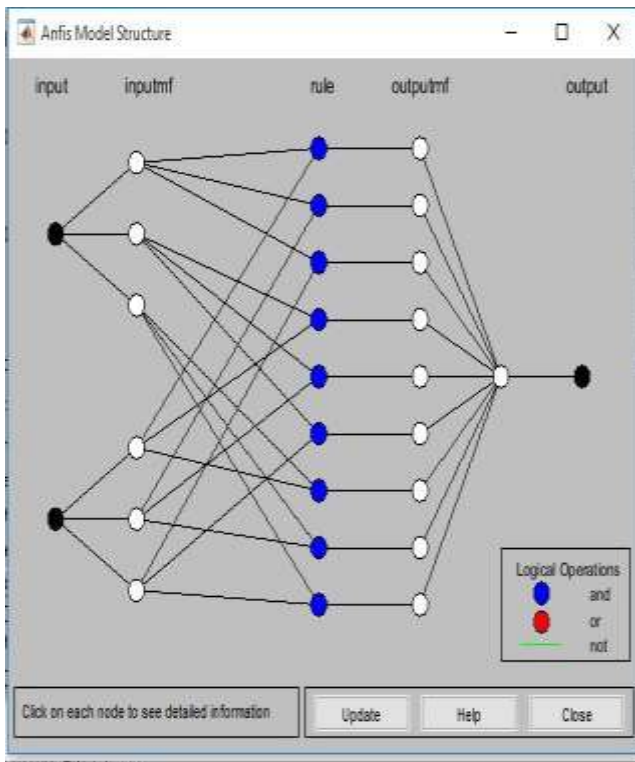 Anfis Model Structure
input inputmf rule outputmf output
Logical Operations
and
or
not
Click on each node to see detailed information
Update Help Close